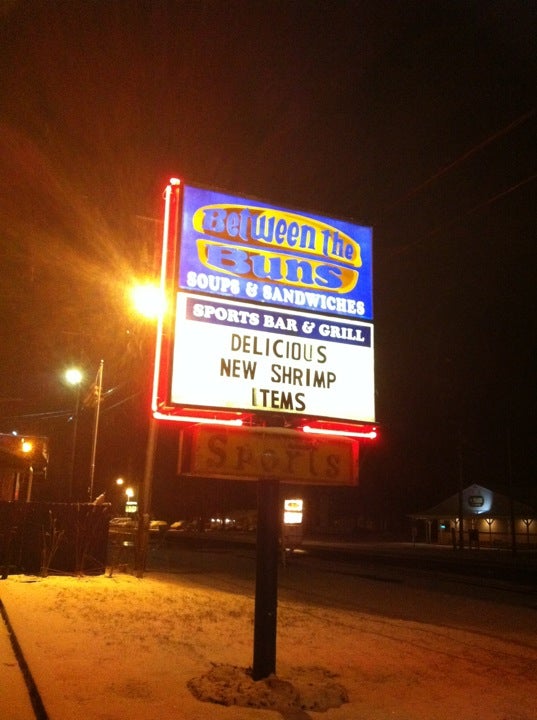 Between the
Buns
SOUPS & SANDWICHES
SPORTS BAR & GRILL
DELICIOUS
NEW SHRIMP
ITEMS
Sports